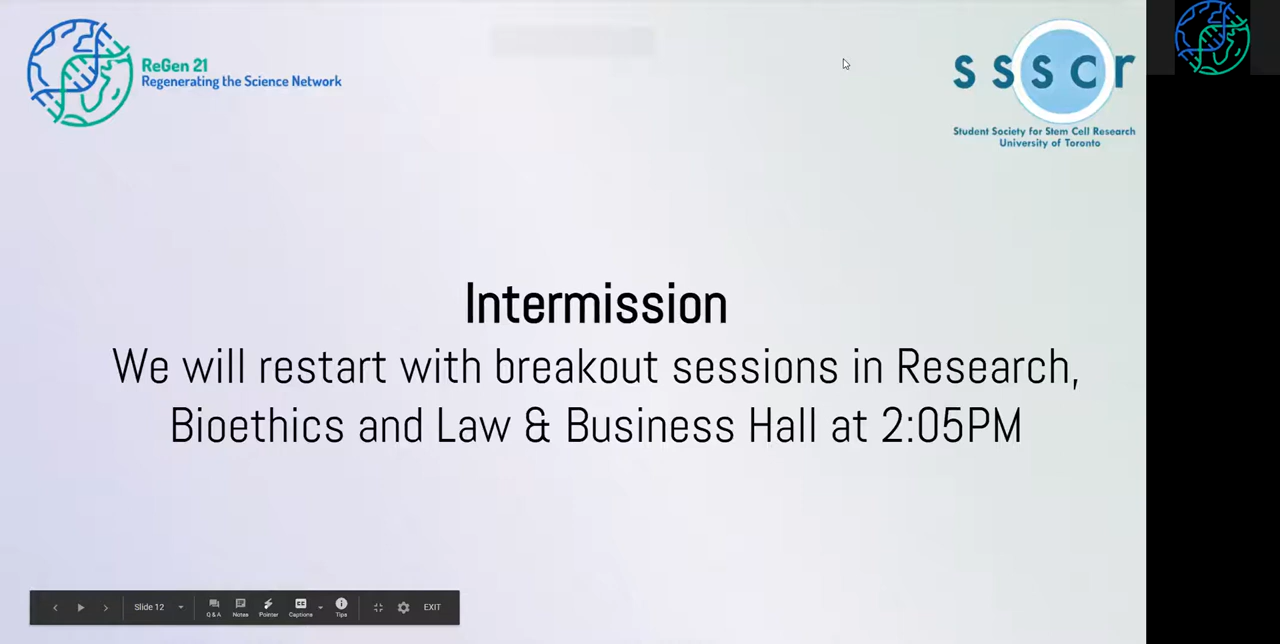 ReGen 21
Regenerating the Science Network
ssscr
Student Society for Stem Cell Research
University of Toronto
Intermission
We will restart with breakout sessions in Research,
Bioethics and Law & Business Hall at 2:05PM
Slide 12
Q & A
Notes
Pointer
Captions
Tips
EXIT